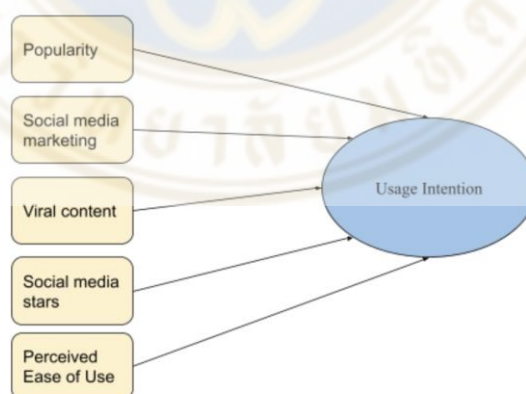 Popularity
Social media
marketing
Viral content
Social media
stars
Perceived
Ease of Use
Usage Intention